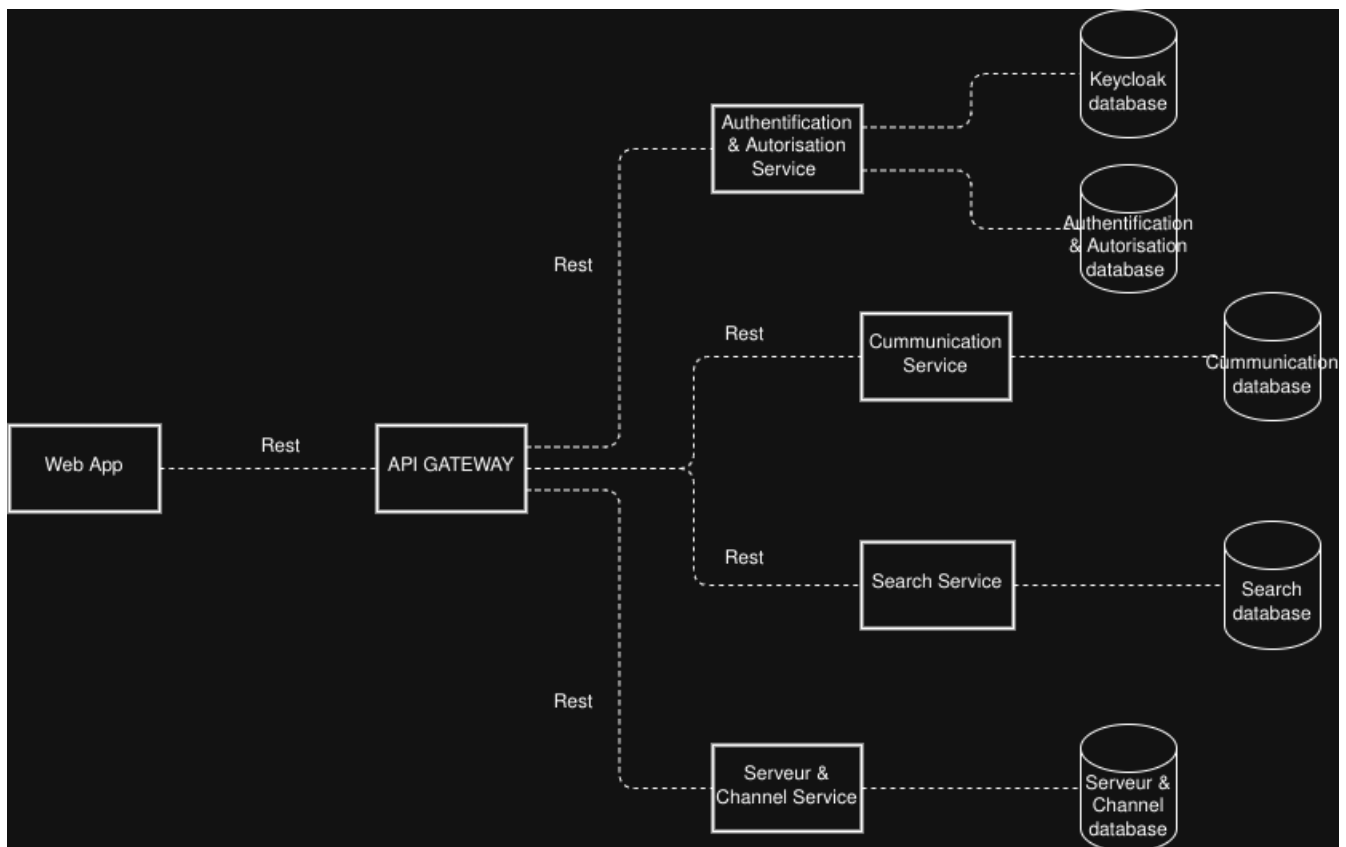 Keycloak
database
Authentification
& Autorisation
Service
Authentification
& Autorisation
database
Rest
Rest
Cummunication
Service
Cummunication
database
Web App
Rest
API GATEWAY
Rest
Search Service
Search
database
Rest
Serveur &
Channel Service
Serveur &
Channel
database